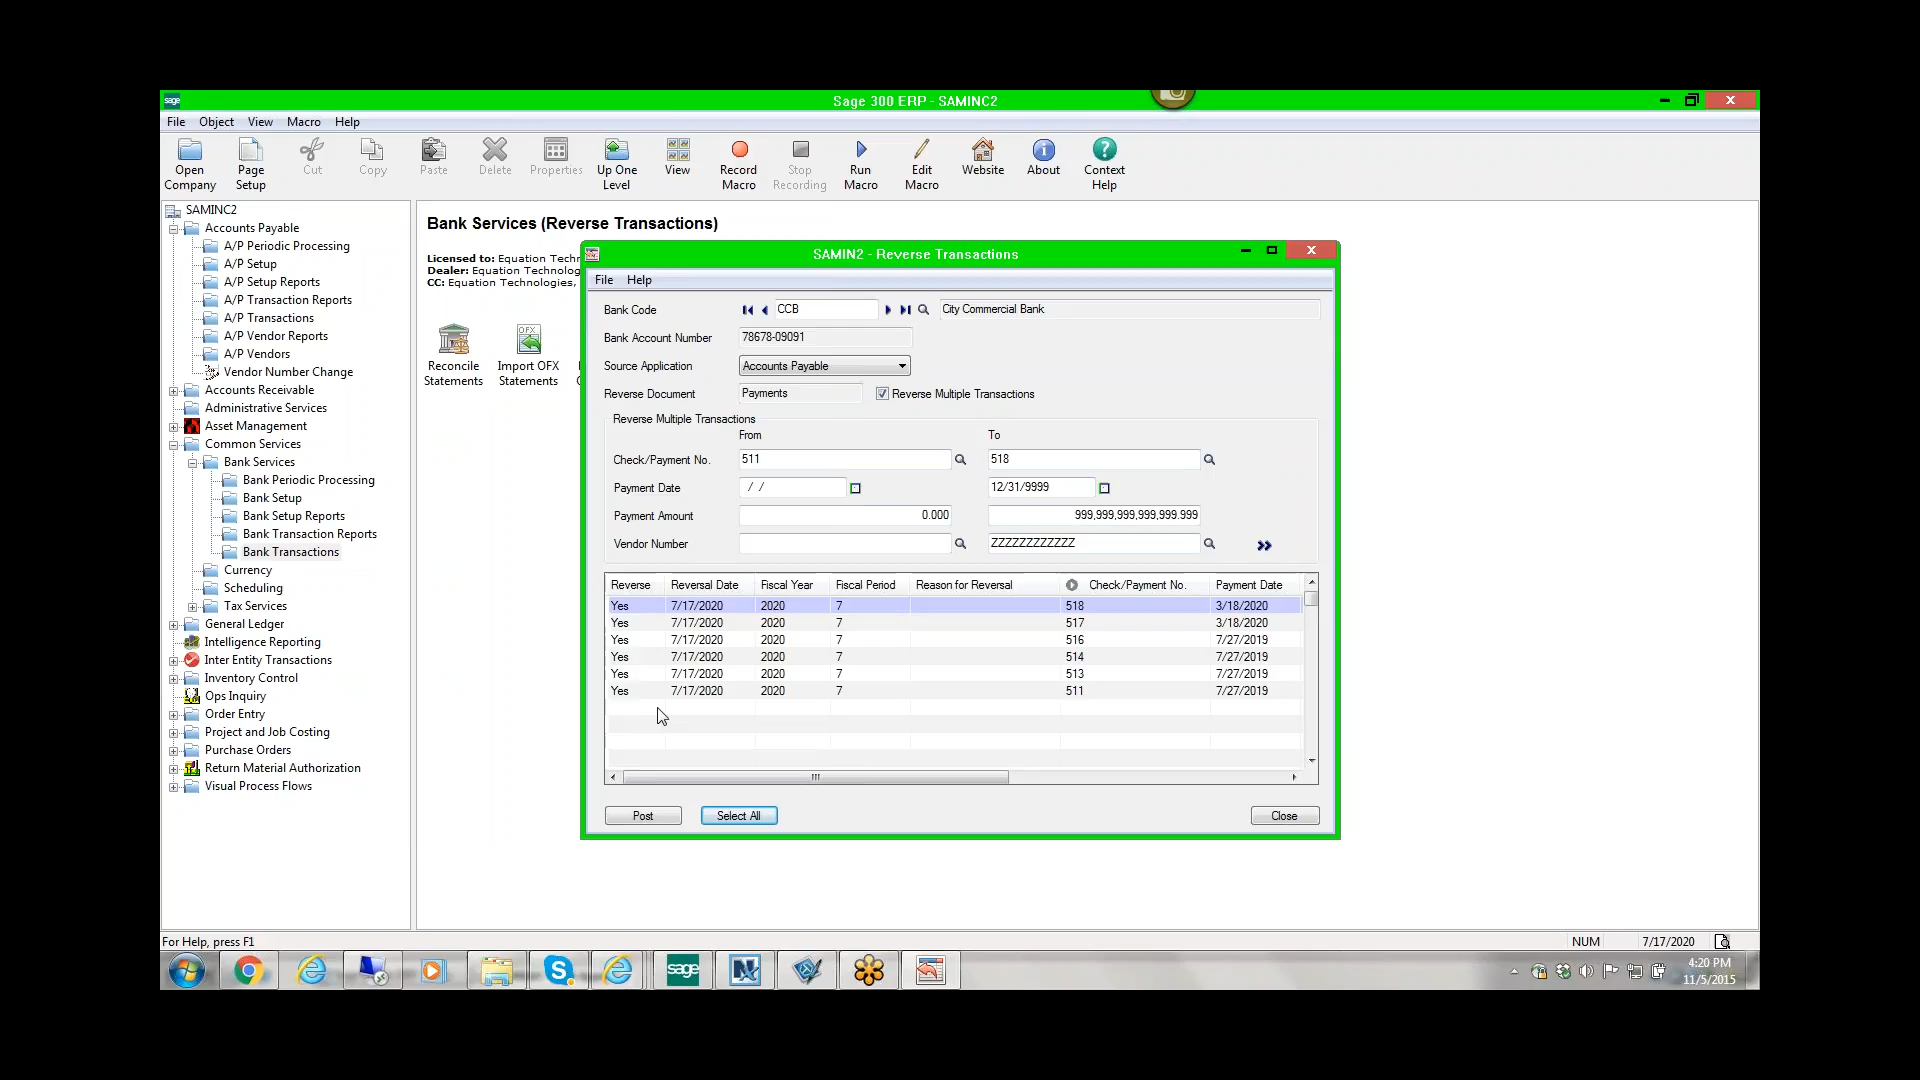 sage
Sage 300 ERP - SAMINC2
File Object View Macro Help
Open Company
Page Setup
Cut
Copy
Paste
Delete
Properties
Up One Level
View
Record Macro
Stop Recording
Run Macro
Edit Macro
Website
About
Context Help
SAMINC2
Accounts Payable
A/P Periodic Processing
A/P Setup
A/P Setup Reports
A/P Transaction Reports
A/P Transactions
A/P Vendor Reports
A/P Vendors
Vendor Number Change
Accounts Receivable
Administrative Services
Asset Management
Common Services
Bank Services
Bank Periodic Processing
Bank Setup
Bank Setup Reports
Bank Transaction Reports
Bank Transactions
Currency
Scheduling
Tax Services
General Ledger
Intelligence Reporting
Inter Entity Transactions
Inventory Control
Ops Inquiry
Order Entry
Project and Job Costing
Purchase Orders
Return Material Authorization
Visual Process Flows
Bank Services (Reverse Transactions)
Licensed to: Equation Techn
Dealer: Equation Technolog
CC: Equation Technologies,
Reconcile Statements
OFX
Import OFX Statements
SAMIN2 - Reverse Transactions
File Help
Bank Code CCB City Commercial Bank
Bank Account Number 78678-09091
Source Application Accounts Payable
Reverse Document Payments Reverse Multiple Transactions
Reverse Multiple Transactions
From To
Check/Payment No. 511 518
Payment Date / / 12/31/9999
Payment Amount 0.000 999,999,999,999,999.999
Vendor Number ZZZZZZZZZZZZ
Reverse Reversal Date Fiscal Year Fiscal Period Reason for Reversal Check/Payment No. Payment Date
Yes 7/17/2020 2020 7 518 3/18/2020
Yes 7/17/2020 2020 7 517 3/18/2020
Yes 7/17/2020 2020 7 516 7/27/2019
Yes 7/17/2020 2020 7 514 7/27/2019
Yes 7/17/2020 2020 7 513 7/27/2019
Yes 7/17/2020 2020 7 511 7/27/2019
Post Select All Close
For Help, press F1 NUM 7/17/2020
sage
4:20 PM
11/5/2015